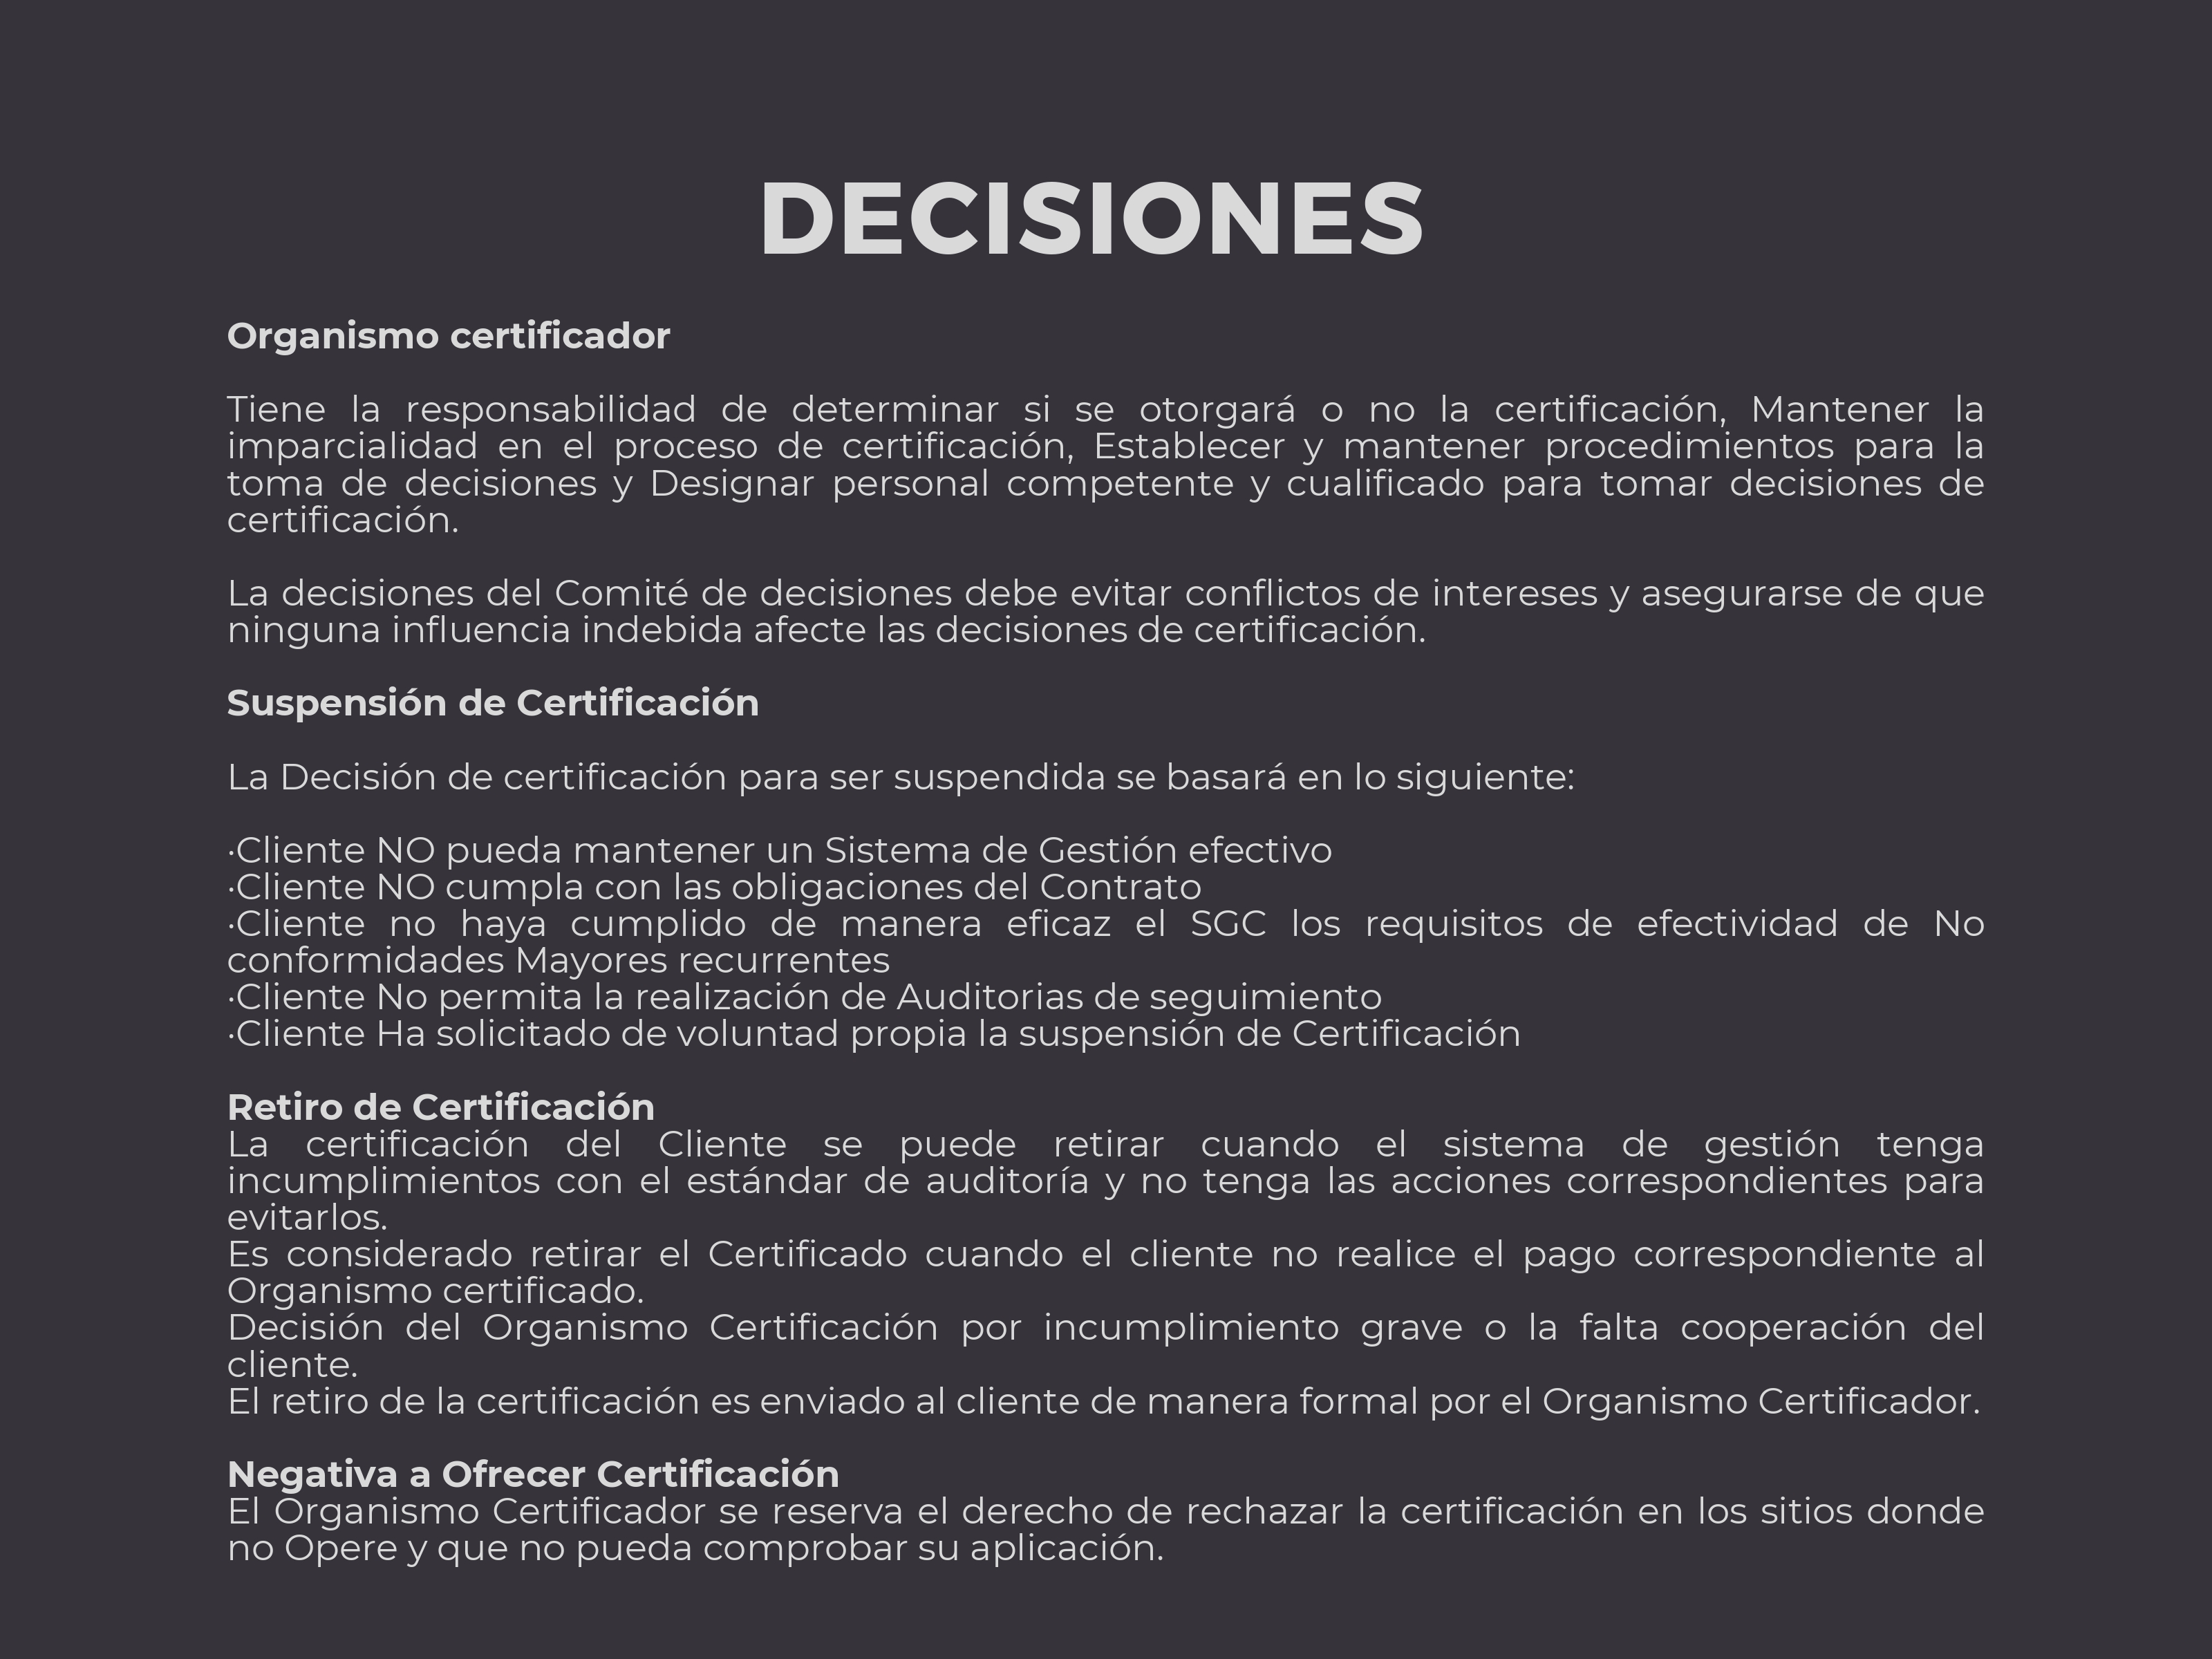 DECISIONES
Organismo certificador
Tiene la responsabilidad de determinar si se otorgará o no la certificación, Mantener la
imparcialidad en el proceso de certificación, Establecer y mantener procedimientos para la
toma de decisiones y Designar personal competente y cualificado para tomar decisiones de
certificación.
La decisiones del Comité de decisiones debe evitar conflictos de intereses y asegurarse de que
ninguna influencia indebida afecte las decisiones de certificación.
Suspensión de Certificación
La Decisión de certificación para ser suspendida se basará en lo siguiente:
·Cliente NO pueda mantener un Sistema de Gestión efectivo
·Cliente NO cumpla con las obligaciones del Contrato
·Cliente no haya cumplido de manera eficaz el SGC los requisitos de efectividad de No
conformidades Mayores recurrentes
·Cliente No permita la realización de Auditorias de seguimiento
·Cliente Ha solicitado de voluntad propia la suspensión de Certificación
Retiro de Certificación
La certificación del Cliente se puede retirar cuando el sistema de gestión tenga
incumplimientos con el estándar de auditoría y no tenga las acciones correspondientes para
evitarlos.
Es considerado retirar el Certificado cuando el cliente no realice el pago correspondiente al
Organismo certificado.
Decisión del Organismo Certificación por incumplimiento grave o la falta cooperación del
cliente.
El retiro de la certificación es enviado al cliente de manera formal por el Organismo Certificador.
Negativa a Ofrecer Certificación
El Organismo Certificador se reserva el derecho de rechazar la certificación en los sitios donde
no Opere y que no pueda comprobar su aplicación.